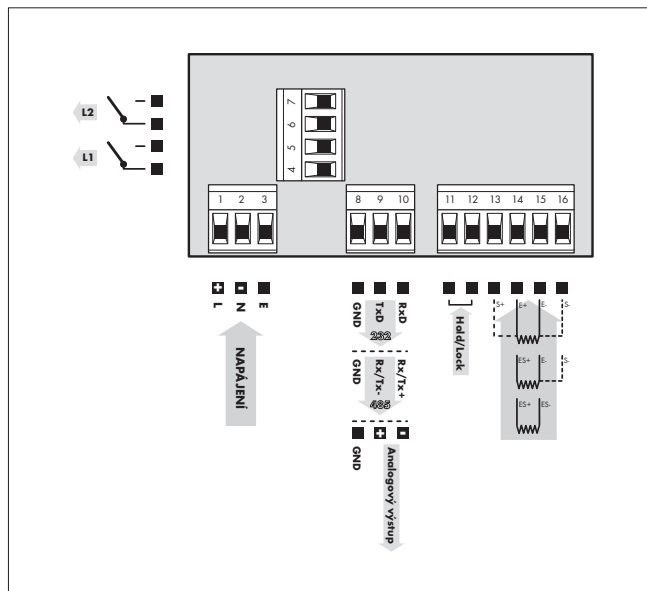 L2
L1
7
6
5
4
1 2 3
8 9 10
11 12 13 14 15 16
+ L
- N
E
NAPÁJENÍ
GND
TxD
RxD
232
GND
Rx/Tx-
Rx/Tx+
485
+ -
GND
Analogový výstup
Hold/Lock
S+ E+ E- S-
ES+ E- S-
ES+ ES-